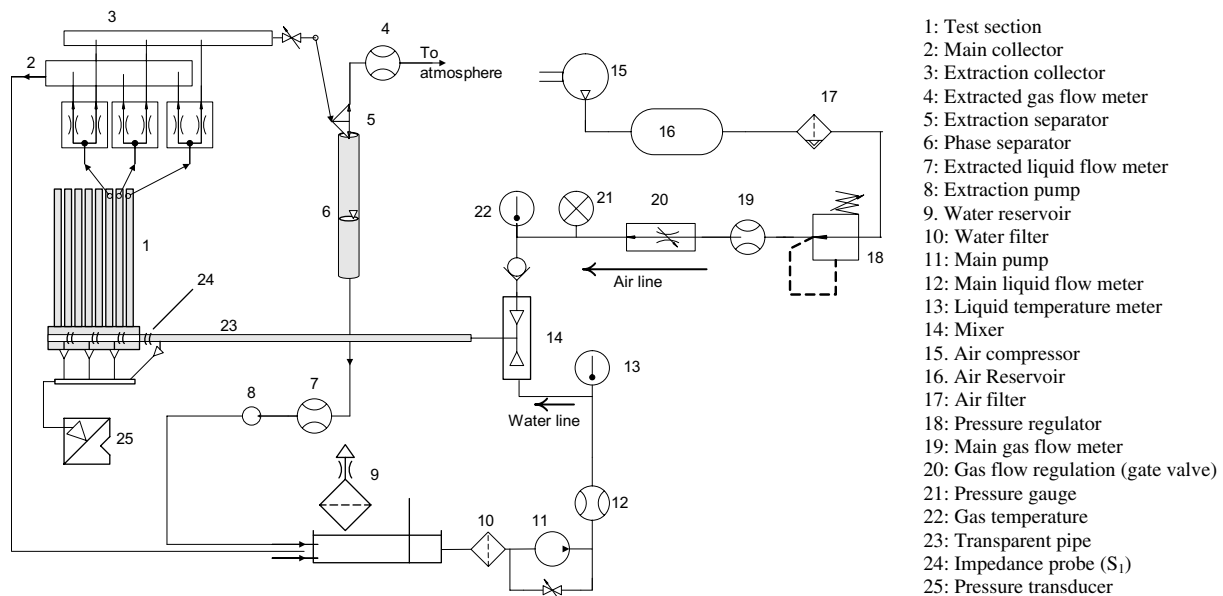 3
2
4
To
atmosphere
5
6
1
24
23
15
16
17
22
21
20
19
18
Air line
14
13
Water line
8
7
25
9
12
10
11
1: Test section
2: Main collector
3: Extraction collector
4: Extracted gas flow meter
5: Extraction separator
6: Phase separator
7: Extracted liquid flow meter
8: Extraction pump
9. Water reservoir
10: Water filter
11: Main pump
12: Main liquid flow meter
13: Liquid temperature meter
14: Mixer
15. Air compressor
16. Air Reservoir
17: Air filter
18: Pressure regulator
19: Main gas flow meter
20: Gas flow regulation (gate valve)
21: Pressure gauge
22: Gas temperature
23: Transparent pipe
24: Impedance probe (S₁)
25: Pressure transducer